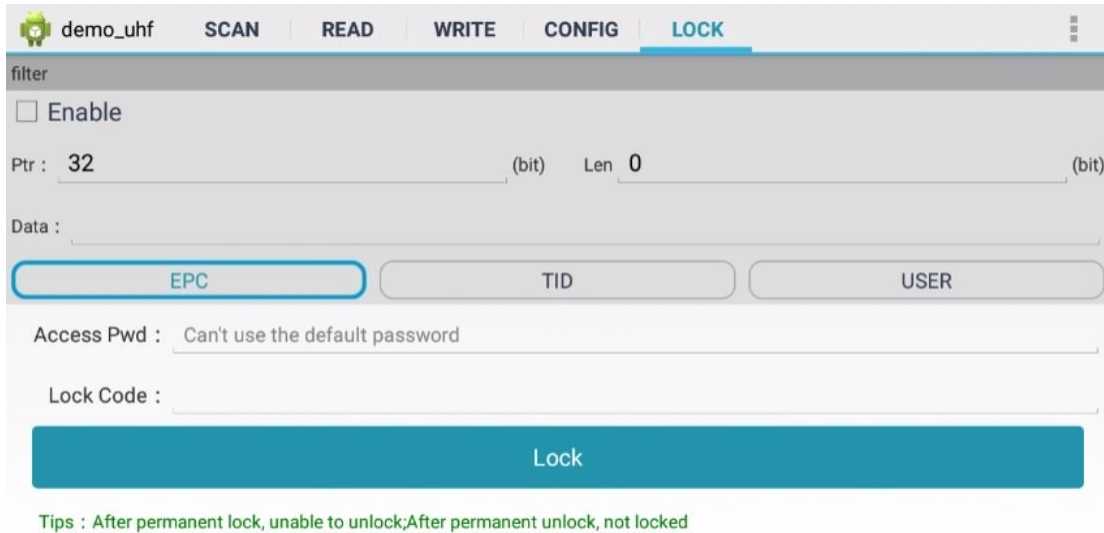 demo_uhf SCAN READ WRITE CONFIG LOCK
filter
Enable
Ptr : 32 (bit) Len 0 (bit)
Data :
EPC TID USER
Access Pwd : Can't use the default password
Lock Code :
Lock
Tips : After permanent lock, unable to unlock;After permanent unlock, not locked